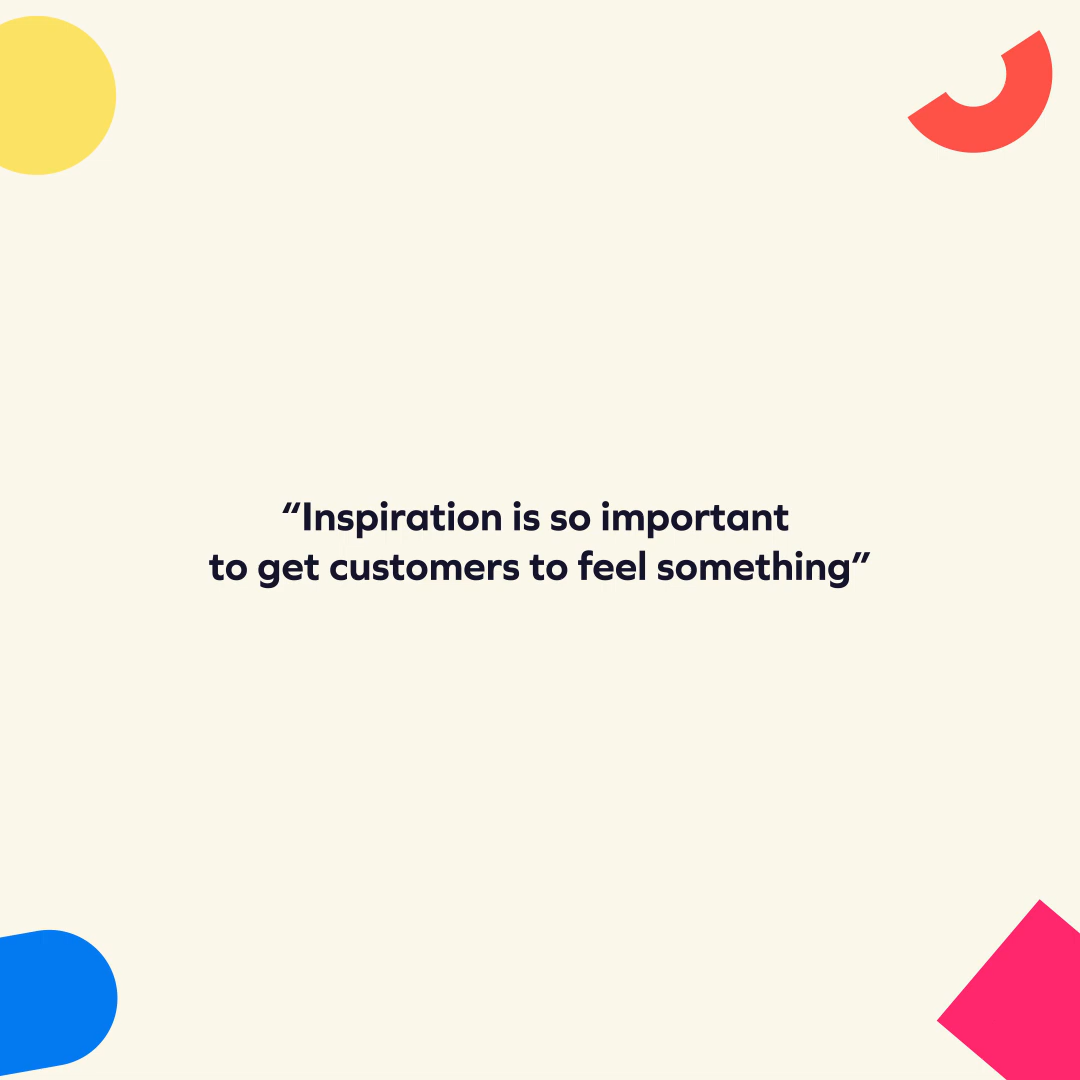 “Inspiration is so important
to get customers to feel something”